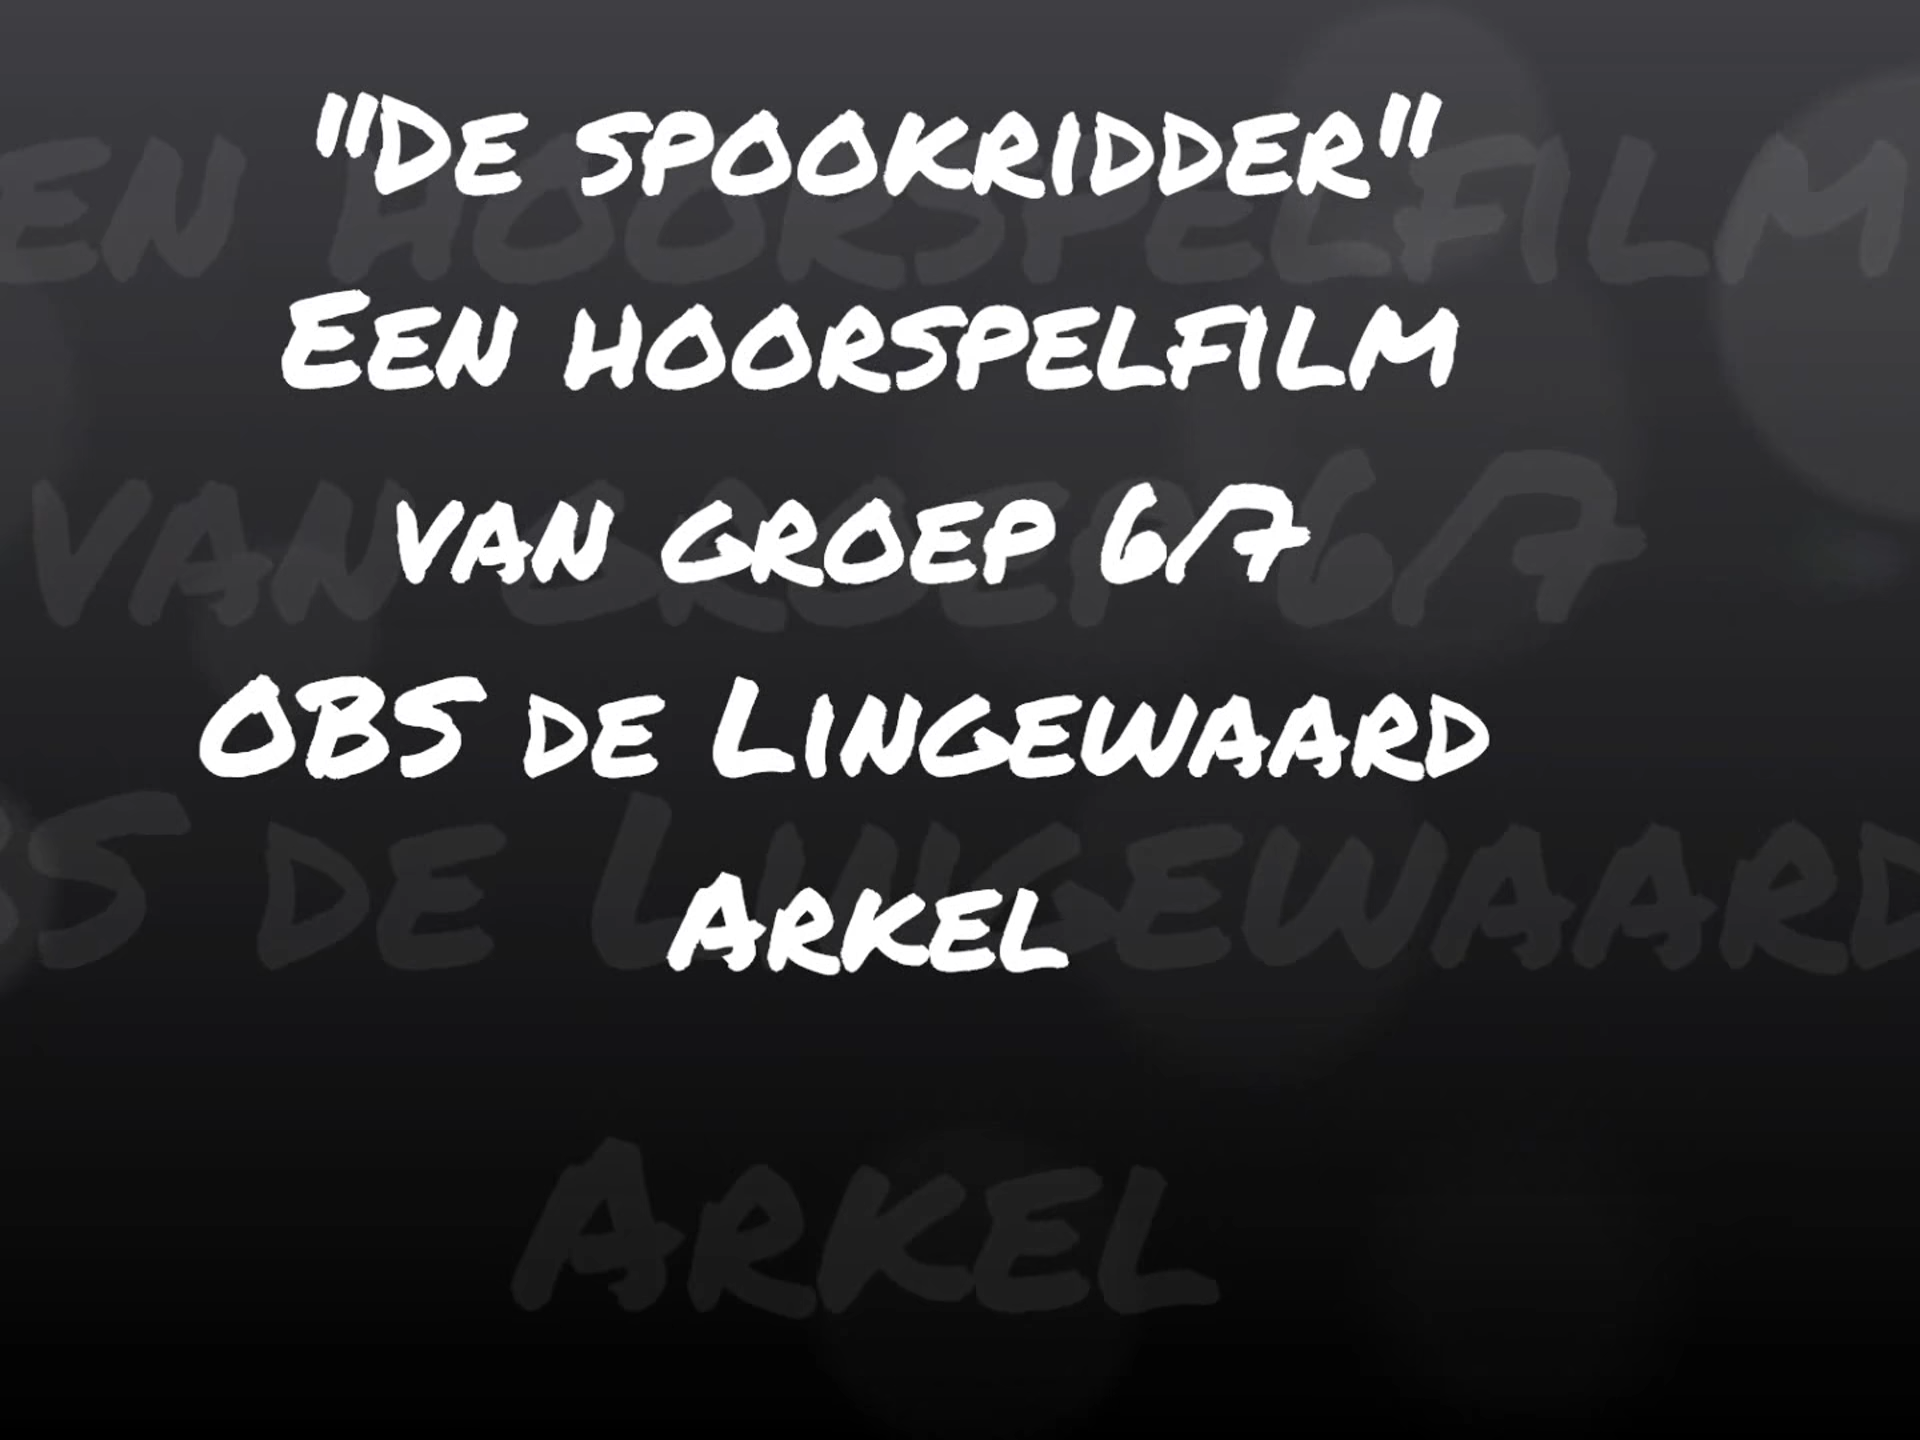 "De spookridder"
Een hoorspelfilm
van groep 6/7
OBS de Lingewaard
Arkel